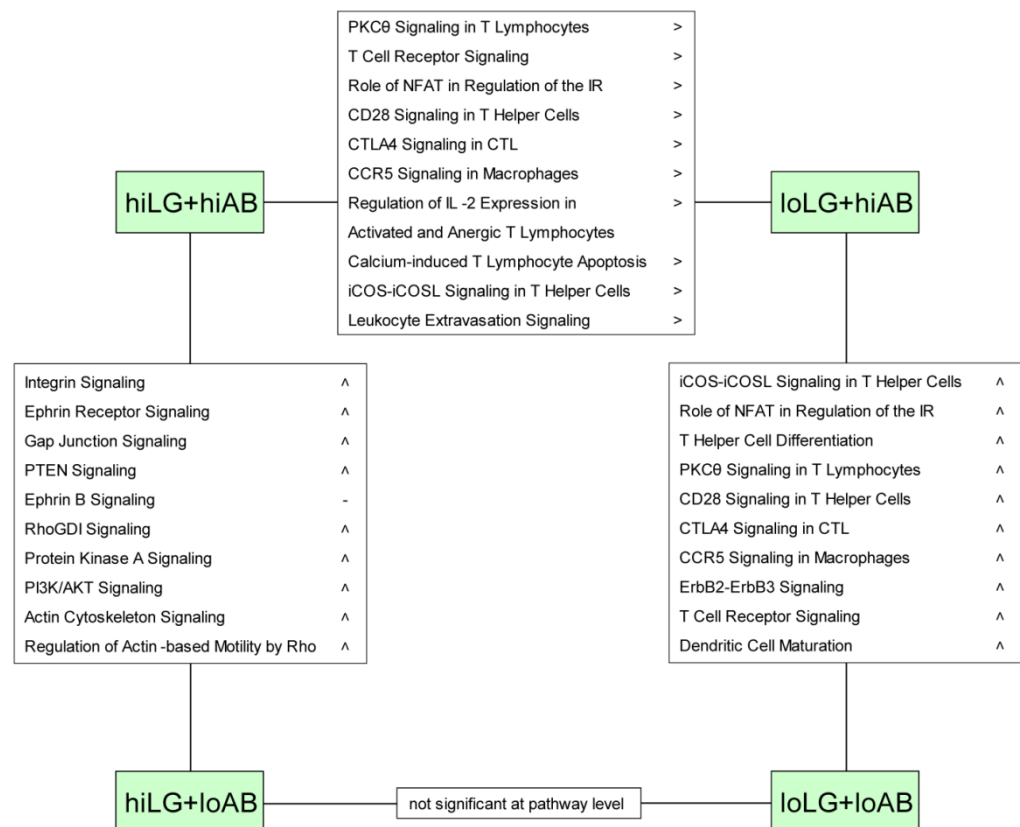 PKCθ Signaling in T Lymphocytes >
T Cell Receptor Signaling >
Role of NFAT in Regulation of the IR >
CD28 Signaling in T Helper Cells >
CTLA4 Signaling in CTL >
CCR5 Signaling in Macrophages >
Regulation of IL -2 Expression in >
Activated and Anergic T Lymphocytes
Calcium-induced T Lymphocyte Apoptosis >
iCOS-iCOSL Signaling in T Helper Cells >
Leukocyte Extravasation Signaling >
hiLG+hiAB
loLG+hiAB
Integrin Signaling ^
Ephrin Receptor Signaling ^
Gap Junction Signaling ^
PTEN Signaling ^
Ephrin B Signaling -
RhoGDI Signaling ^
Protein Kinase A Signaling ^
PI3K/AKT Signaling ^
Actin Cytoskeleton Signaling ^
Regulation of Actin -based Motility by Rho ^
iCOS-iCOSL Signaling in T Helper Cells ^
Role of NFAT in Regulation of the IR ^
T Helper Cell Differentiation ^
PKCθ Signaling in T Lymphocytes ^
CD28 Signaling in T Helper Cells ^
CTLA4 Signaling in CTL ^
CCR5 Signaling in Macrophages ^
ErbB2-ErbB3 Signaling ^
T Cell Receptor Signaling ^
Dendritic Cell Maturation ^
hiLG+loAB
not significant at pathway level
loLG+loAB